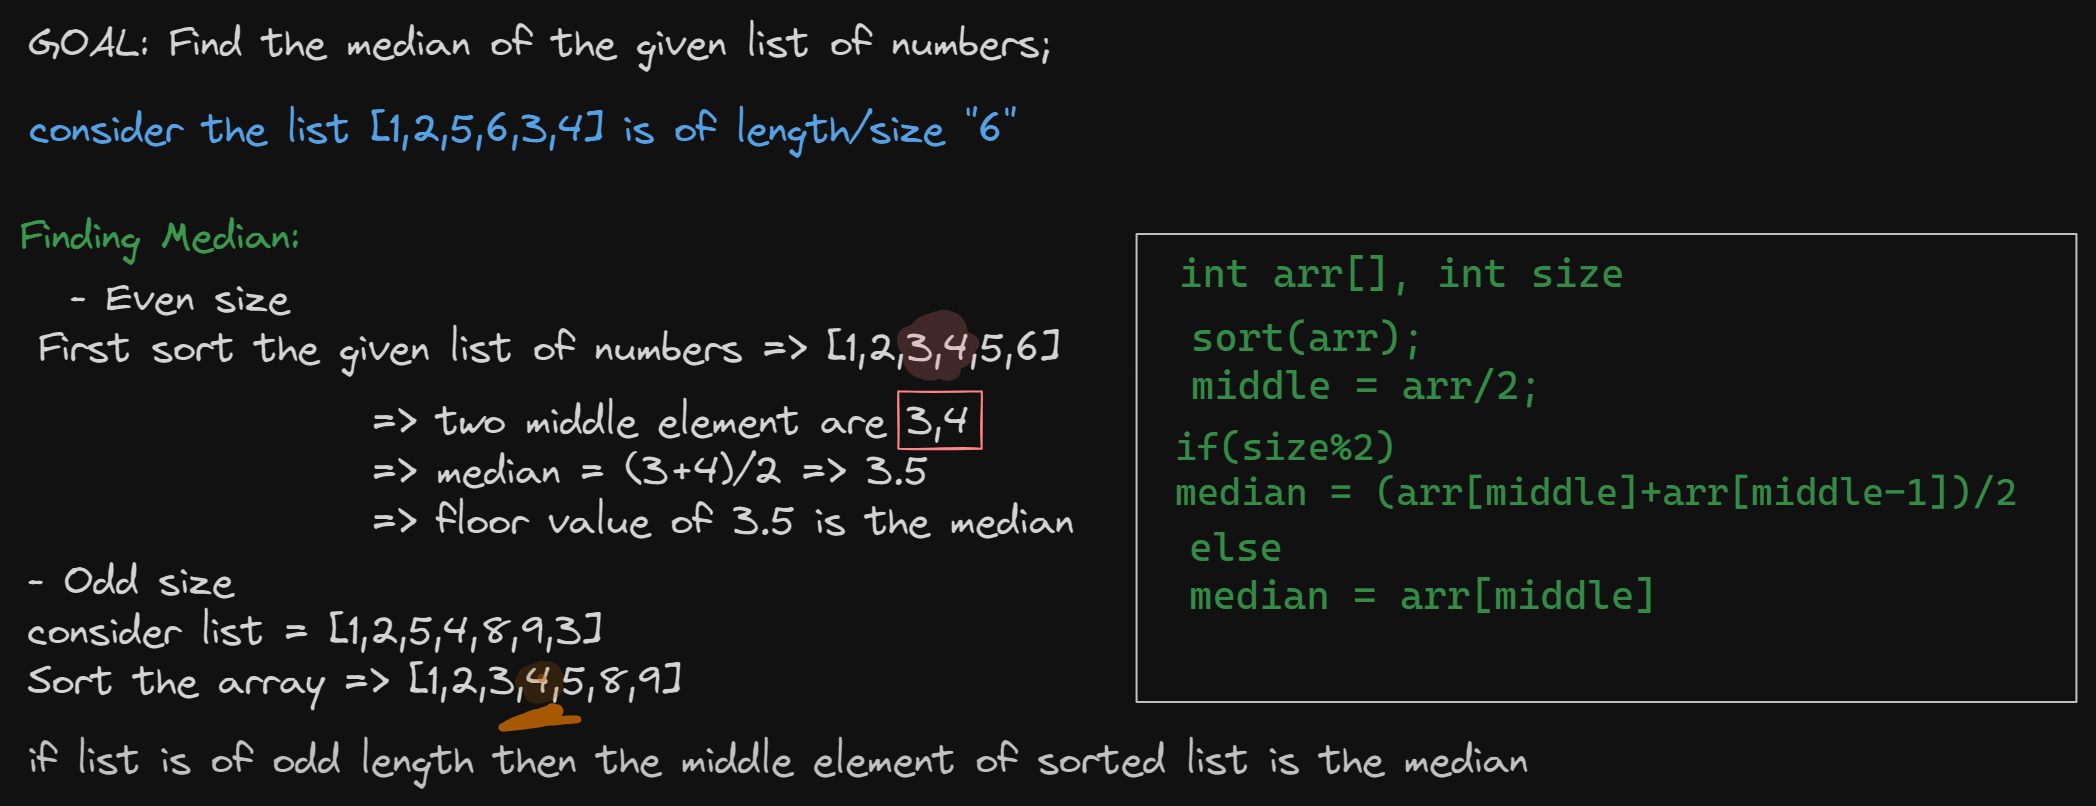 GOAL: Find the median of the given list of numbers;
consider the list [1,2,5,6,3,4] is of length/size "6"
Finding Median:
- Even size
First sort the given list of numbers => [1,2,3,4,5,6]
=> two middle element are 3,4
=> median = (3+4)/2 => 3.5
=> floor value of 3.5 is the median
- Odd size
consider list = [1,2,5,4,8,9,3]
Sort the array => [1,2,3,4,5,8,9]
if list is of odd length then the middle element of sorted list is the median
int arr[], int size
sort(arr);
middle = arr/2;
if(size%2)
median = (arr[middle]+arr[middle-1])/2
else
median = arr[middle]